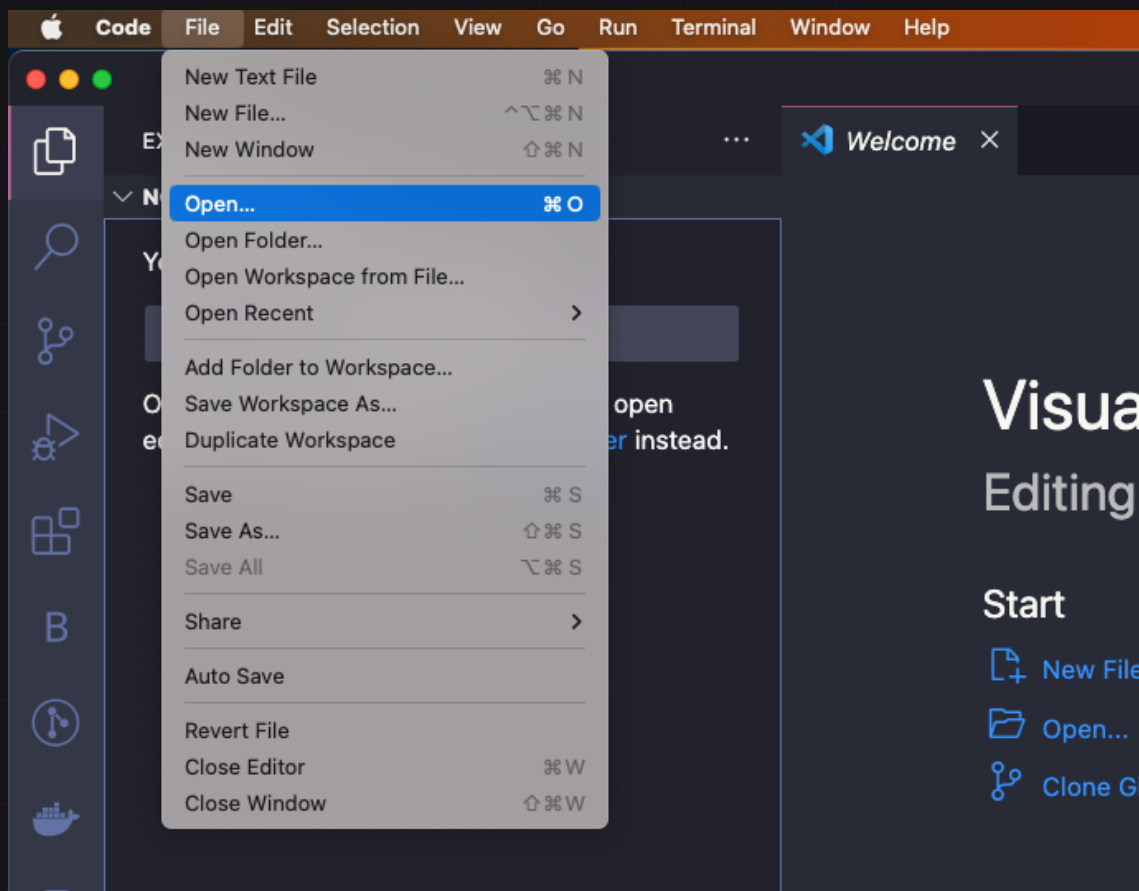 Code File Edit Selection View Go Run Terminal Window Help
New Text File ⌘ N
New File... ⌃⌥⌘ N
New Window ⇧⌘ N
Open... ⌘ O
Open Folder...
Open Workspace from File...
Open Recent
Add Folder to Workspace...
Save Workspace As...
Duplicate Workspace
Save ⌘ S
Save As... ⇧⌘ S
Save All ⌥⌘ S
Share
Auto Save
Revert File
Close Editor ⌘W
Close Window ⇧⌘W
open
instead.
B
Welcome
Visua
Editing
Start
New File
Open...
Clone G